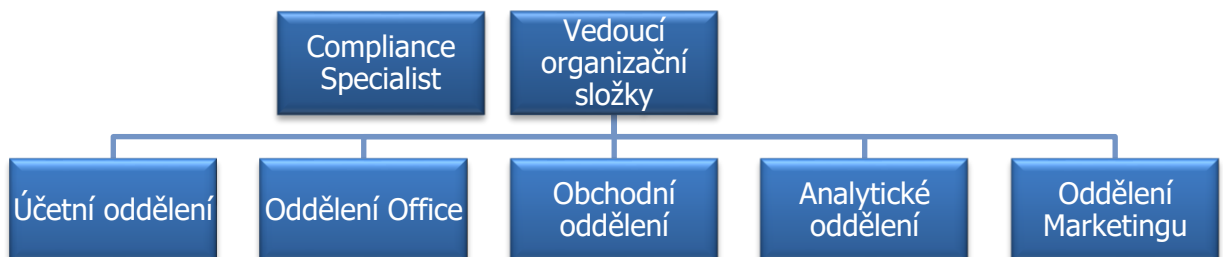 Compliance
Specialist
Vedoucí
organizační
složky
Účetní oddělení
Oddělení Office
Obchodní
oddělení
Analytické
oddělení
Oddělení
Marketingu